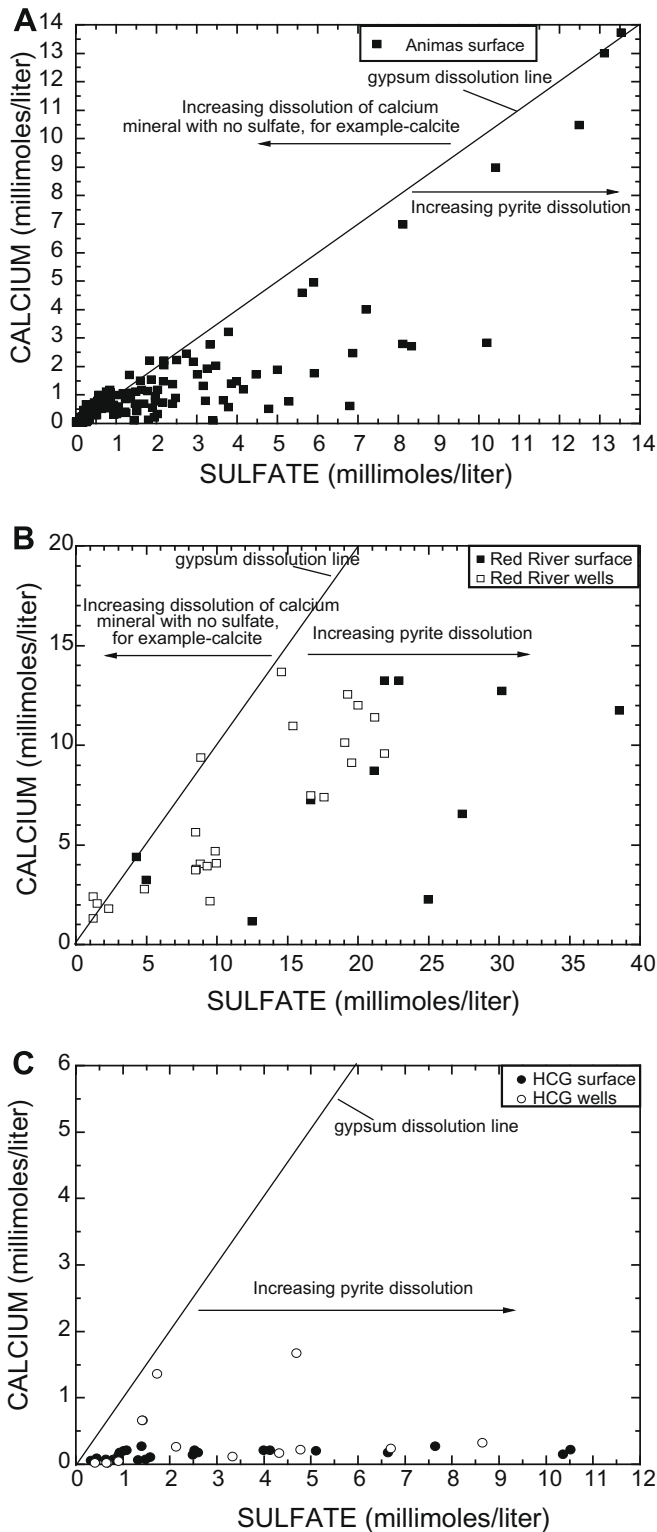 A
14
13
12
11
10
9
8
7
6
5
4
3
2
1
0
CALCIUM (millimoles/liter)
Animas surface
gypsum dissolution line
Increasing dissolution of calcium
mineral with no sulfate, for example-calcite
Increasing pyrite dissolution
0 1 2 3 4 5 6 7 8 9 10 11 12 13 14
SULFATE (millimoles/liter)
B
20
15
10
5
0
CALCIUM (millimoles/liter)
gypsum dissolution line
Red River surface
Red River wells
Increasing dissolution of calcium
mineral with no sulfate,
for example-calcite
Increasing pyrite dissolution
0 5 10 15 20 25 30 35 40
SULFATE (millimoles/liter)
C
6
5
4
3
2
1
0
CALCIUM (millimoles/liter)
HCG surface
HCG wells
gypsum dissolution line
Increasing pyrite dissolution
0 1 2 3 4 5 6 7 8 9 10 11 12
SULFATE (millimoles/liter)